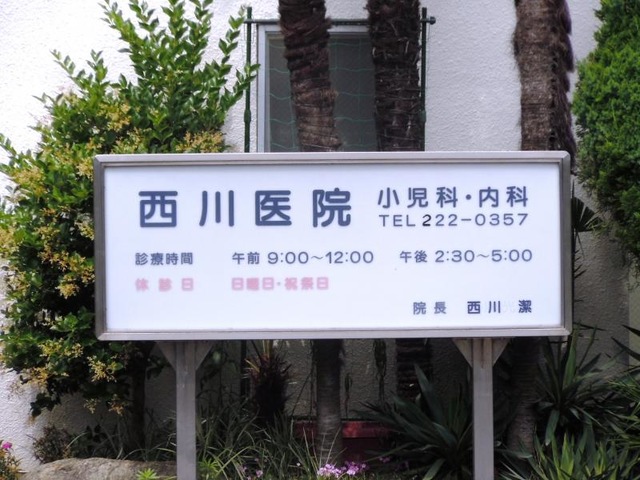 西川医院 小児科・内科
TEL 222-0357
診療時間 午前 9:00～12:00 午後 2:30～5:00
休診日 日曜日・祝祭日
院長 西川 潔